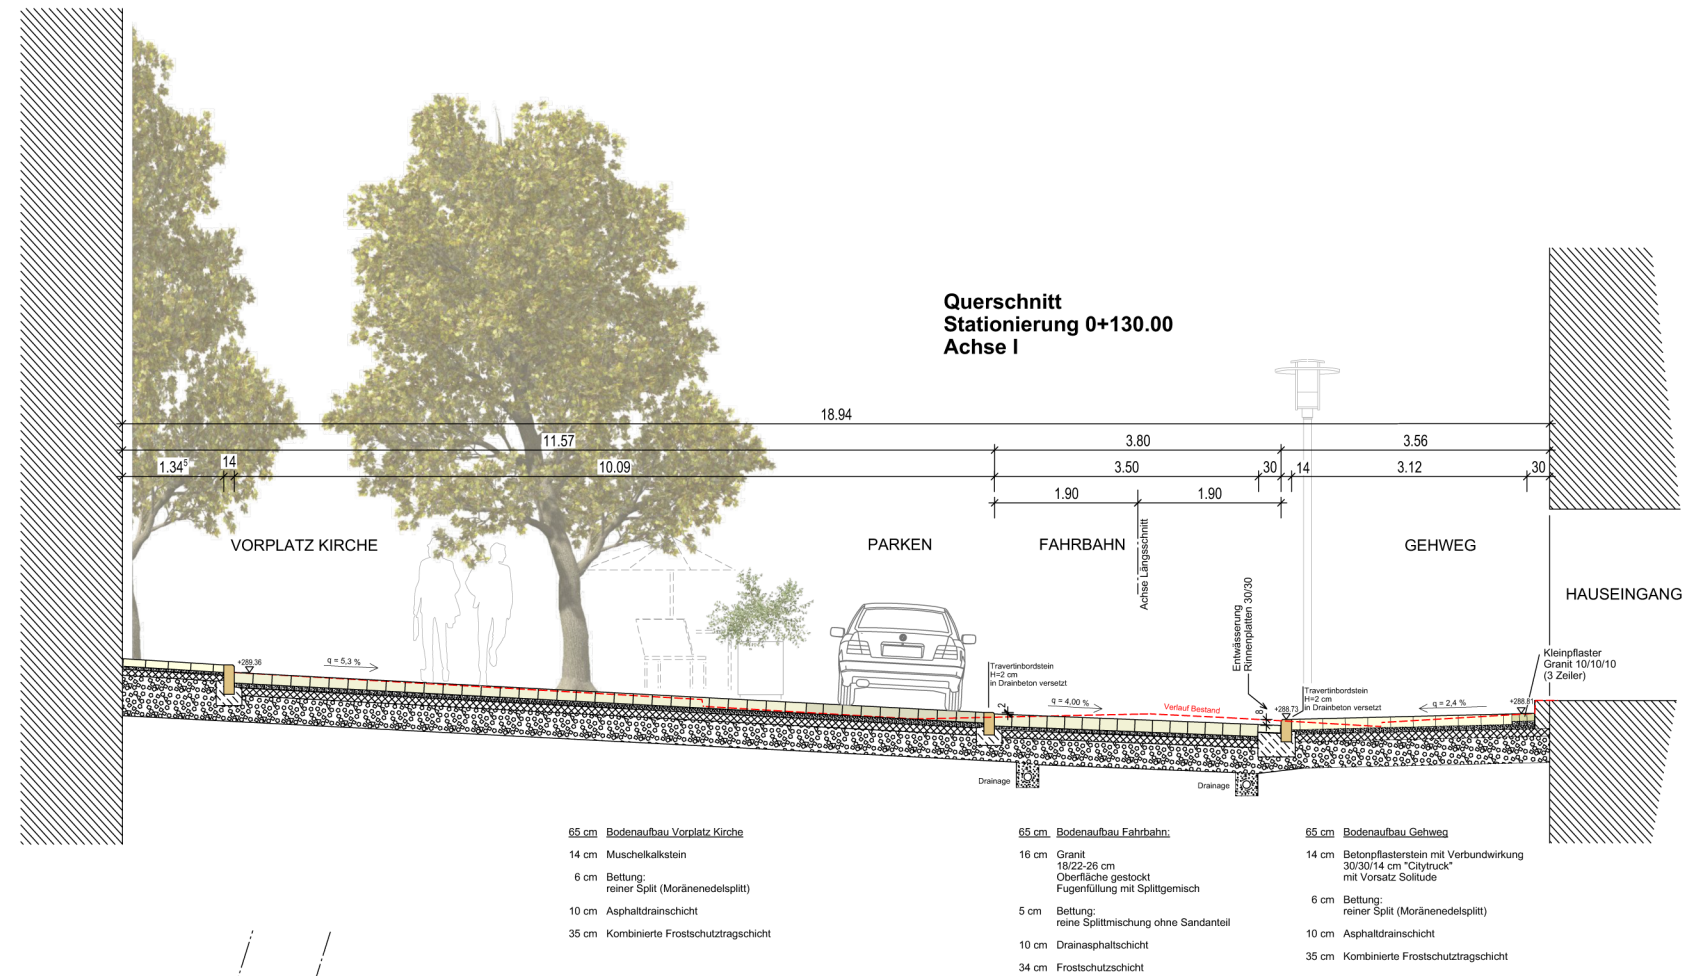 Querschnitt
Stationierung 0+130.00
Achse I
18.94
11.57
3.80
3.56
1.34⁵
14
10.09
3.50
30
14
3.12
30
1.90
1.90
VORPLATZ KIRCHE
PARKEN
FAHRBAHN
GEHWEG
Achse Längsschnitt
HAUSEINGANG
Entwässerung
Rinnenplatten 30/30
Kleinpflaster
Granit 10/10/10
(3 Zeiler)
+289.36
q = 5,3 %
Travertinbordstein
H=2 cm
in Drainbeton versetzt
2
q = 4,00 %
Verlauf Bestand
8
+288.73
Travertinbordstein
H=2 cm
in Drainbeton versetzt
q = 2,4 %
+288.81
Drainage
Drainage
65 cm Bodenaufbau Vorplatz Kirche
14 cm Muschelkalkstein
6 cm Bettung:
reiner Split (Moränenedelsplitt)
10 cm Asphaltdrainschicht
35 cm Kombinierte Frostschutztragschicht
65 cm Bodenaufbau Fahrbahn:
16 cm Granit
18/22-26 cm
Oberfläche gestockt
Fugenfüllung mit Splittgemisch
5 cm Bettung:
reine Splittmischung ohne Sandanteil
10 cm Drainasphaltschicht
34 cm Frostschutzschicht
65 cm Bodenaufbau Gehweg
14 cm Betonpflasterstein mit Verbundwirkung
30/30/14 cm "Citytruck"
mit Vorsatz Solitude
6 cm Bettung:
reiner Split (Moränenedelsplitt)
10 cm Asphaltdrainschicht
35 cm Kombinierte Frostschutztragschicht